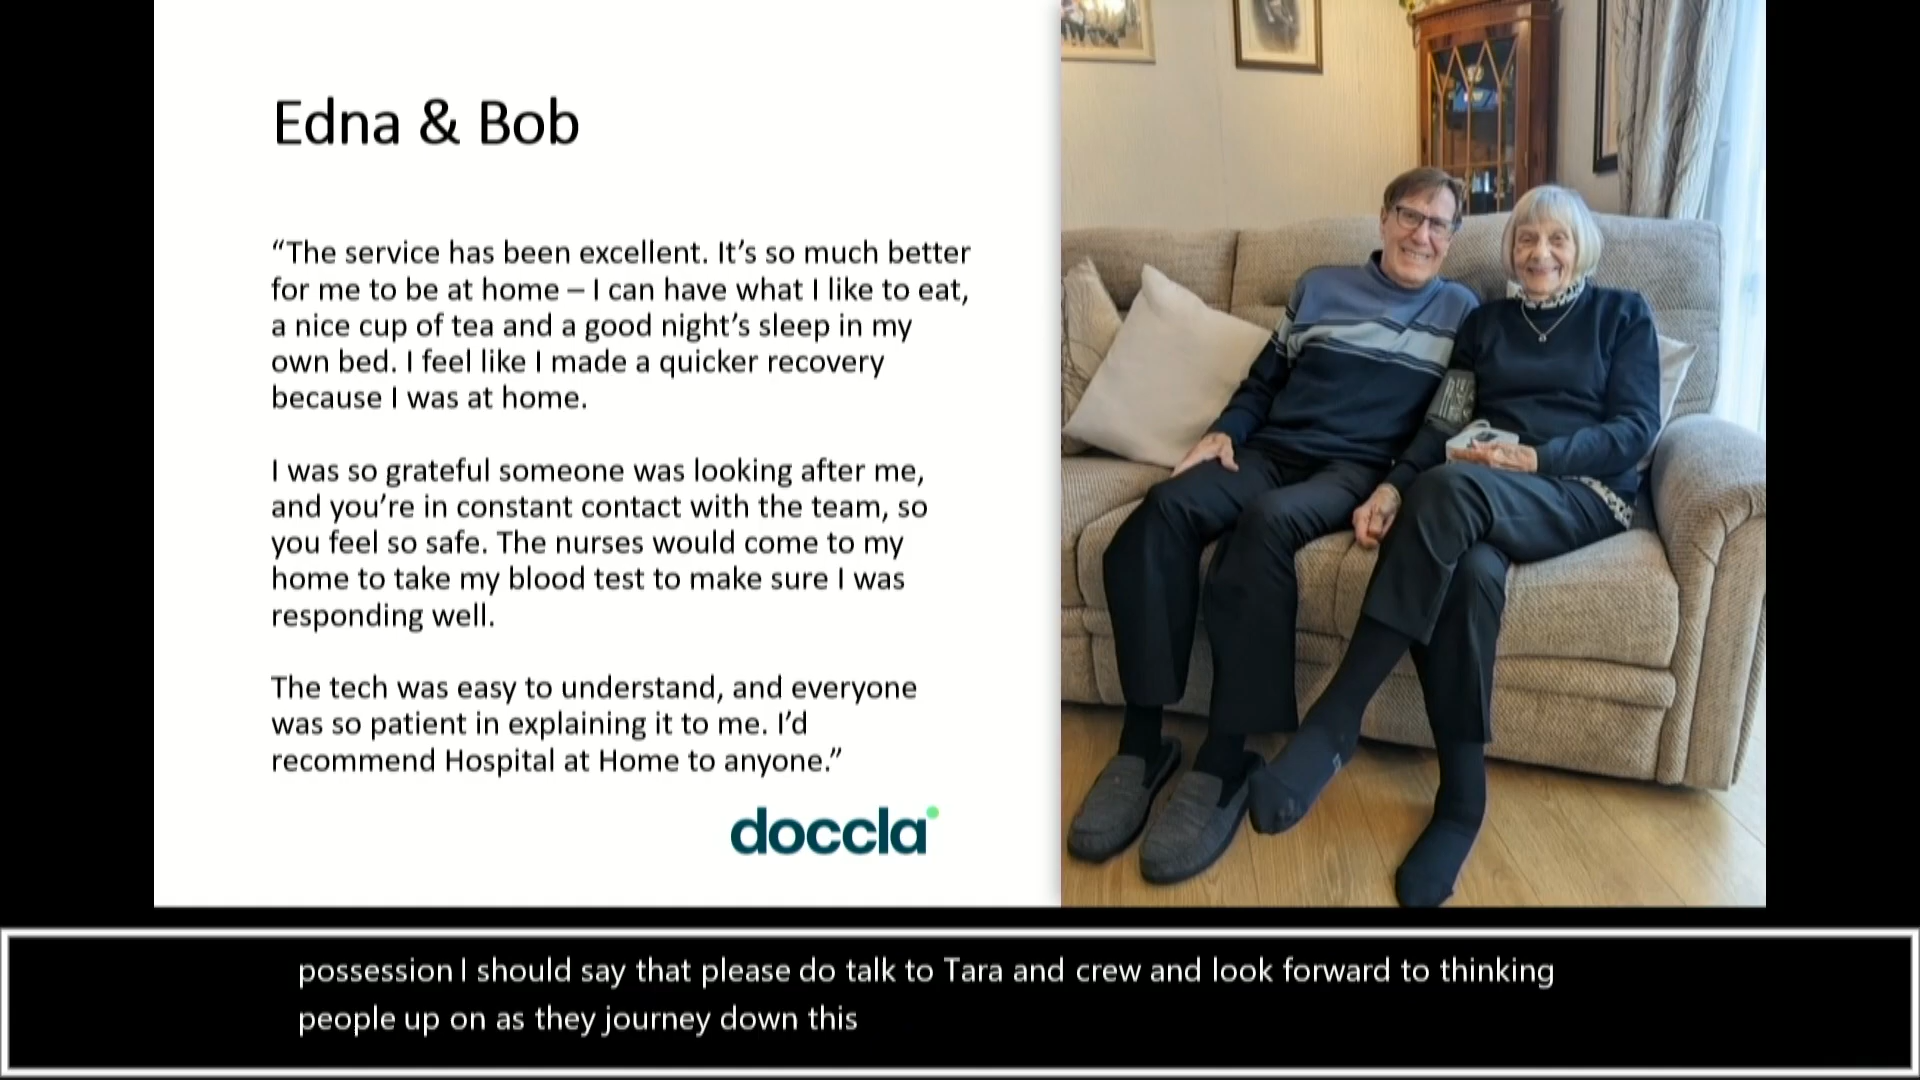 Edna & Bob
“The service has been excellent. It’s so much better
for me to be at home – I can have what I like to eat,
a nice cup of tea and a good night’s sleep in my
own bed. I feel like I made a quicker recovery
because I was at home.
I was so grateful someone was looking after me,
and you’re in constant contact with the team, so
you feel so safe. The nurses would come to my
home to take my blood test to make sure I was
responding well.
The tech was easy to understand, and everyone
was so patient in explaining it to me. I’d
recommend Hospital at Home to anyone.”
doccla
possession I should say that please do talk to Tara and crew and look forward to thinking
people up on as they journey down this